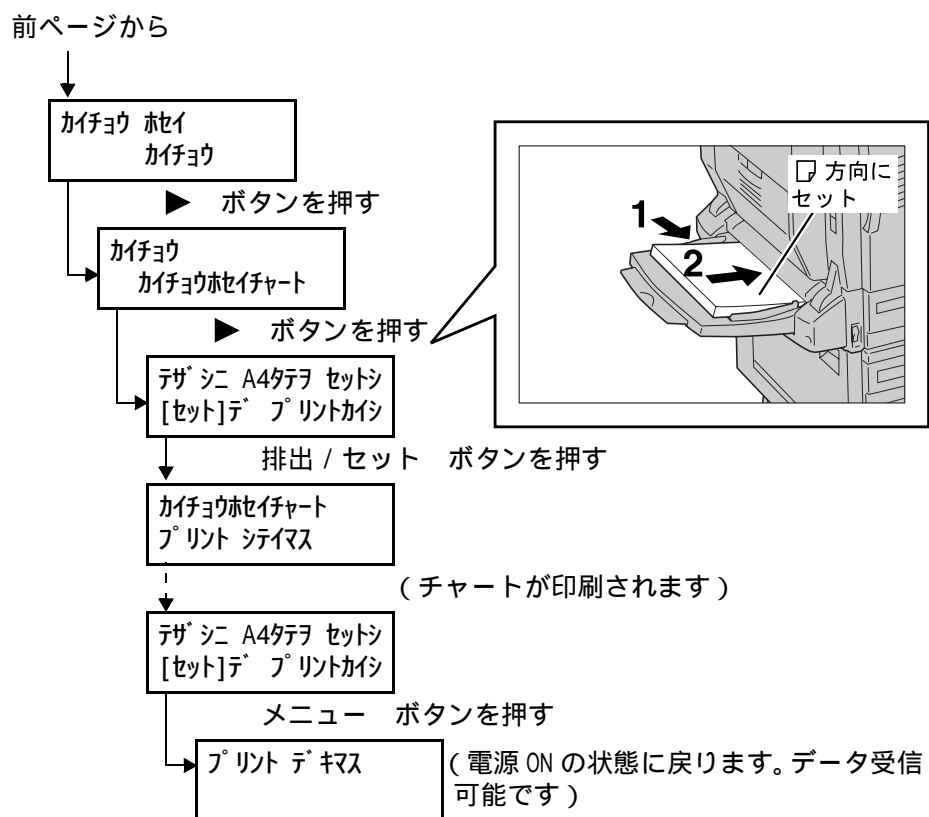 前ページから
ｶｲﾁｮｳ ﾎｾｲ
ｶｲﾁｮｳ
▶ ボタンを押す
ｶｲﾁｮｳ
ｶｲﾁｮｳﾎｾｲﾁｬｰﾄ
▶ ボタンを押す
1
2
方向に
セット
ﾃｻﾞｼﾆ A4ﾀﾃｦ ｾｯﾄｼ
[ｾｯﾄ]ﾃﾞ ﾌﾟﾘﾝﾄｶｲｼ
排出 / セット ボタンを押す
ｶｲﾁｮｳﾎｾｲﾁｬｰﾄ
ﾌﾟﾘﾝﾄ ｼﾃｲﾏｽ
（チャートが印刷されます）
ﾃｻﾞｼﾆ A4ﾀﾃｦ ｾｯﾄｼ
[ｾｯﾄ]ﾃﾞ ﾌﾟﾘﾝﾄｶｲｼ
メニュー ボタンを押す
ﾌﾟﾘﾝﾄ ﾃﾞｷﾏｽ
（電源 ON の状態に戻ります。データ受信
可能です）